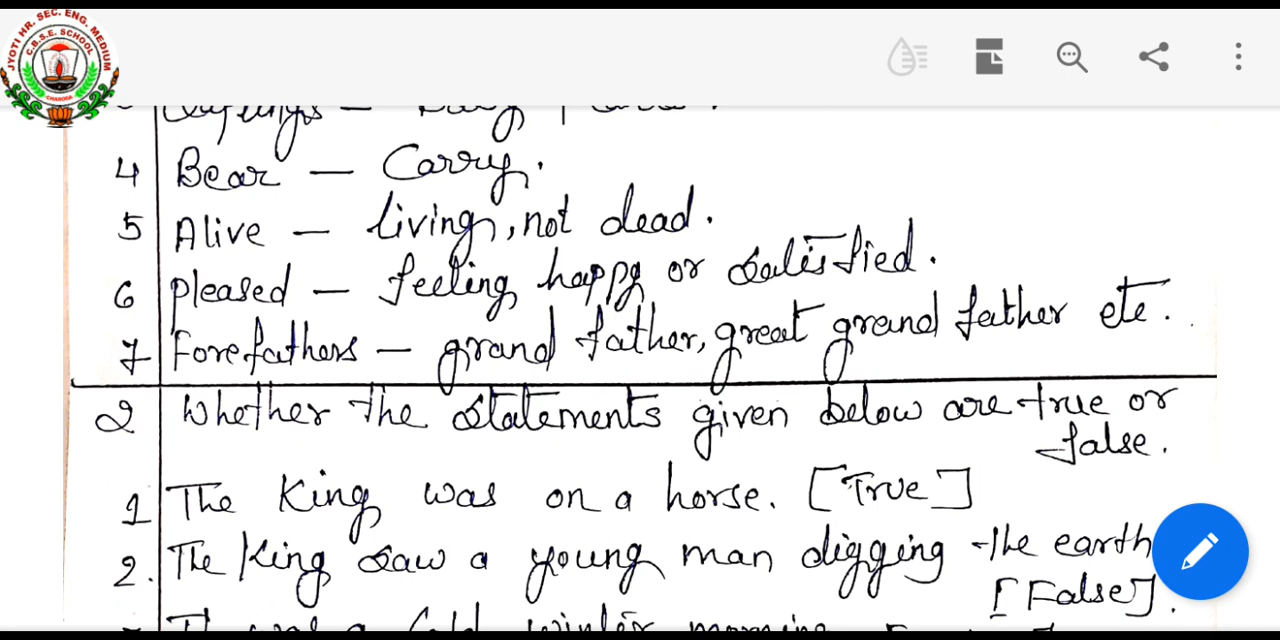 JYOTI HR. SEC. ENG. MEDIUM
C.B.S.E. SCHOOL
4 Bear — Carry.
5 Alive — living, not dead.
6 pleased — feeling happy or satisfied.
7 Forefathers — grand father, great grand father etc.
2 Whether the statements given below are true or
false.
1 The King was on a horse. [True]
2. The King saw a young man digging the earth
[False].
winter morning